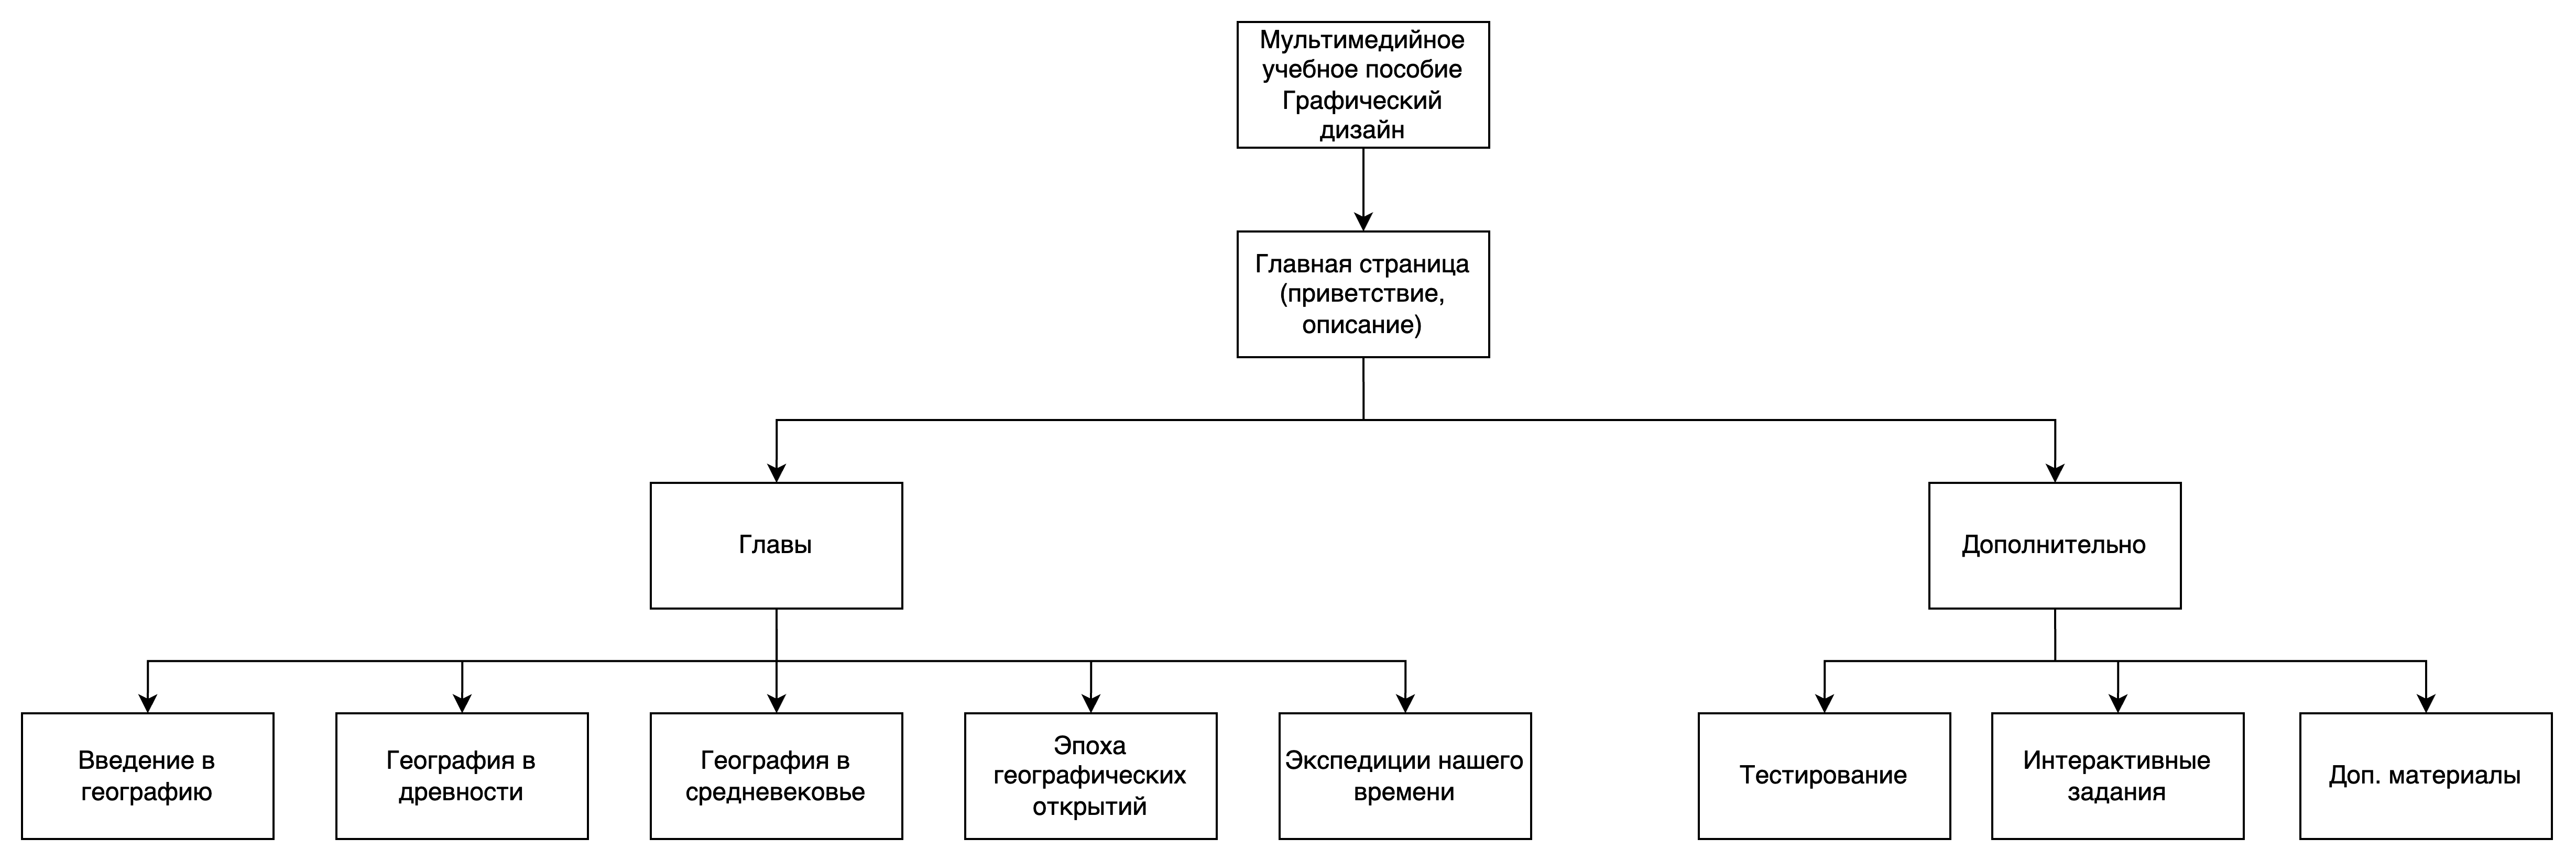 Мультимедийное
учебное пособие
Графический
дизайн
Главная страница
(приветствие,
описание)
Главы
Дополнительно
Введение в
географию
География в
древности
География в
средневековье
Эпоха
географических
открытий
Экспедиции нашего
времени
Тестирование
Интерактивные
задания
Доп. материалы